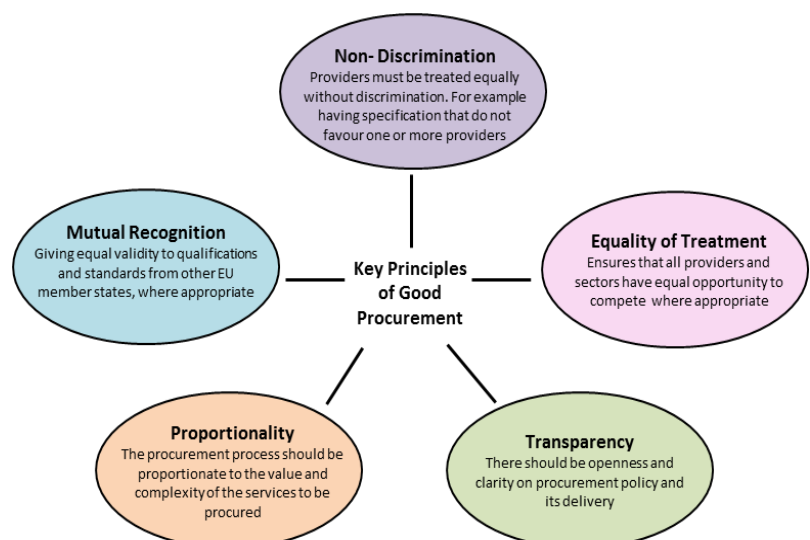 Non- Discrimination
Providers must be treated equally
without discrimination. For example
having specification that do not
favour one or more providers
Mutual Recognition
Giving equal validity to qualifications
and standards from other EU
member states, where appropriate
Key Principles
of Good
Procurement
Equality of Treatment
Ensures that all providers and
sectors have equal opportunity to
compete where appropriate
Proportionality
The procurement process should be
proportionate to the value and
complexity of the services to be
procured
Transparency
There should be openness and
clarity on procurement policy and
its delivery